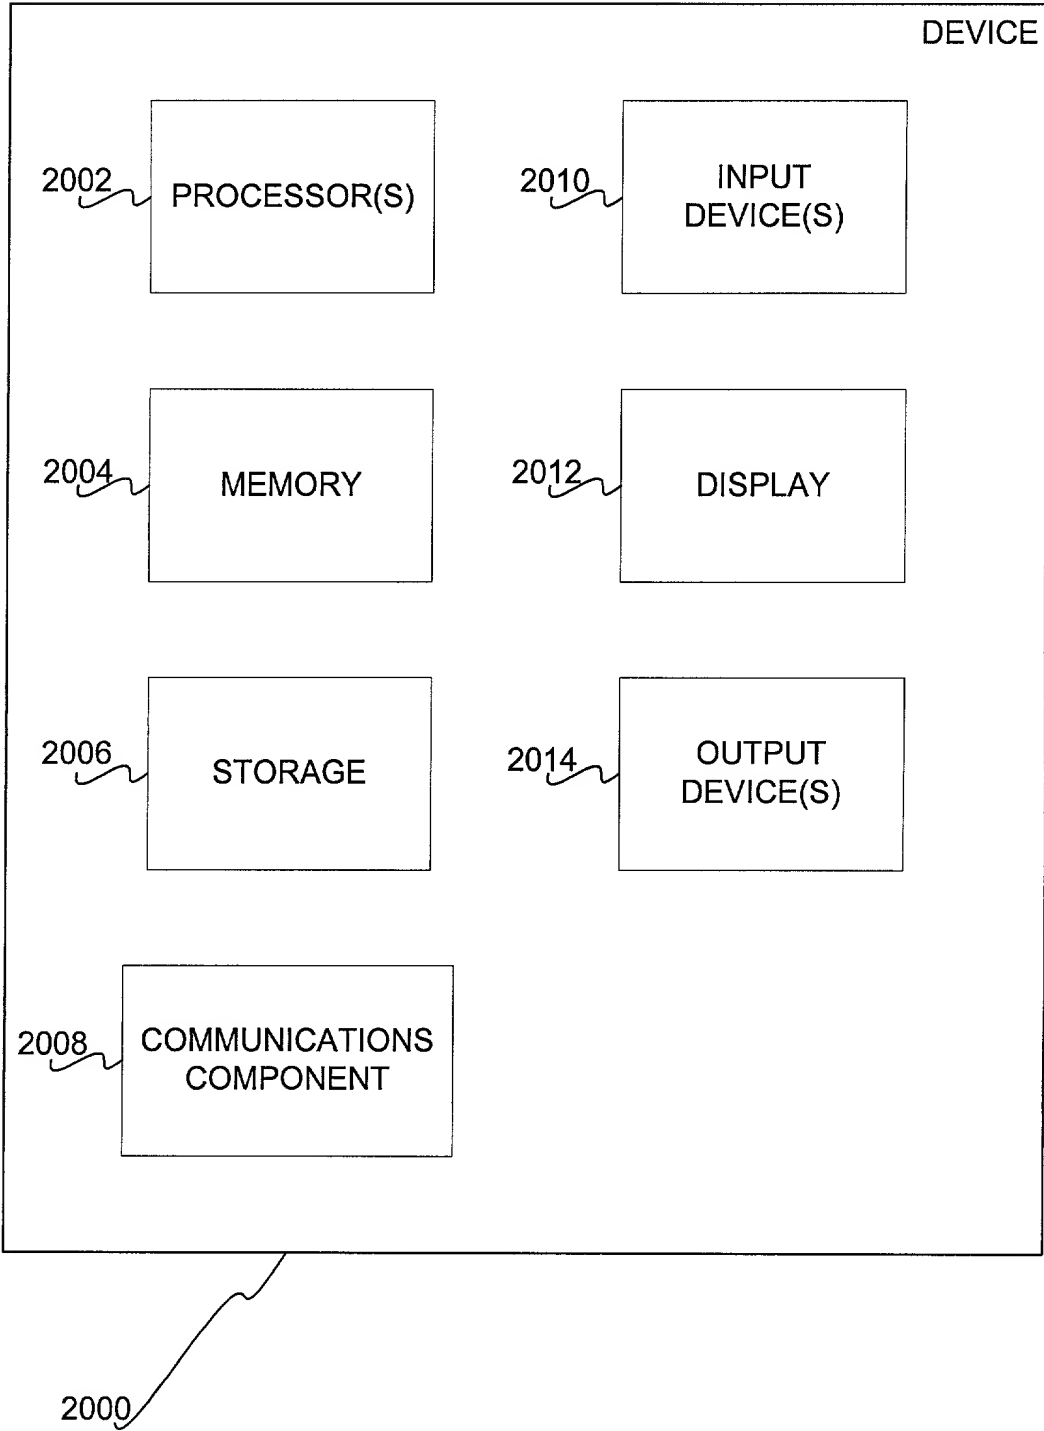 DEVICE
2002
PROCESSOR(S)
2010
INPUT
DEVICE(S)
2004
MEMORY
2012
DISPLAY
2006
STORAGE
2014
OUTPUT
DEVICE(S)
2008
COMMUNICATIONS
COMPONENT
2000